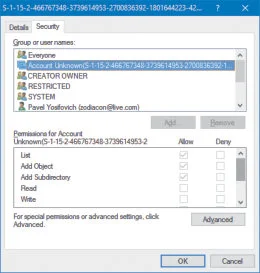 S-1-15-2-466767348-3739614953-2700836392-1801644223-42...
Details
Security
Group or user names:
Everyone
Account Unknown(S-1-15-2-466767348-3739614953-2700836392-1...
CREATOR OWNER
RESTRICTED
SYSTEM
Pavel Yosifovich (zodiacon@live.com)
Add
Remove
Permissions for Account
Unknown(S-1-15-2-466767348-3739614953-2
Allow
Deny
List
Add Object
Add Subdirectory
Read
Write
For special permissions or advanced settings, click
Advanced.
Advanced
OK
Cancel